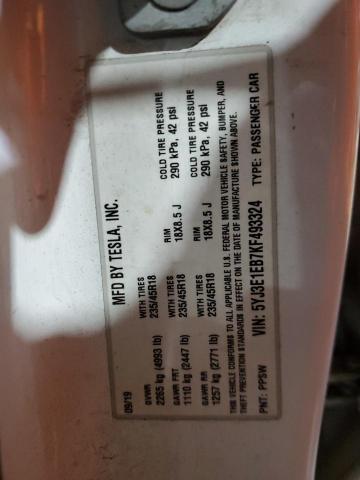 MFD BY TESLA, INC.
09/19
GVWR WITH TIRES RIM COLD TIRE PRESSURE
2265 kg (4993 lb) 235/45R18 18X8.5 J 290 kPa, 42 psi
GAWR FRT WITH TIRES RIM COLD TIRE PRESSURE
1110 kg (2447 lb) 235/45R18 18X8.5 J 290 kPa, 42 psi
GAWR RR
1257 kg (2771 lb) 235/45R18
THIS VEHICLE CONFORMS TO ALL APPLICABLE U.S. FEDERAL MOTOR VEHICLE SAFETY, BUMPER, AND
THEFT PREVENTION STANDARDS IN EFFECT ON THE DATE OF MANUFACTURE SHOWN ABOVE.
VIN: 5YJ3E1EB7KF493324 TYPE: PASSENGER CAR
PNT: PPSW